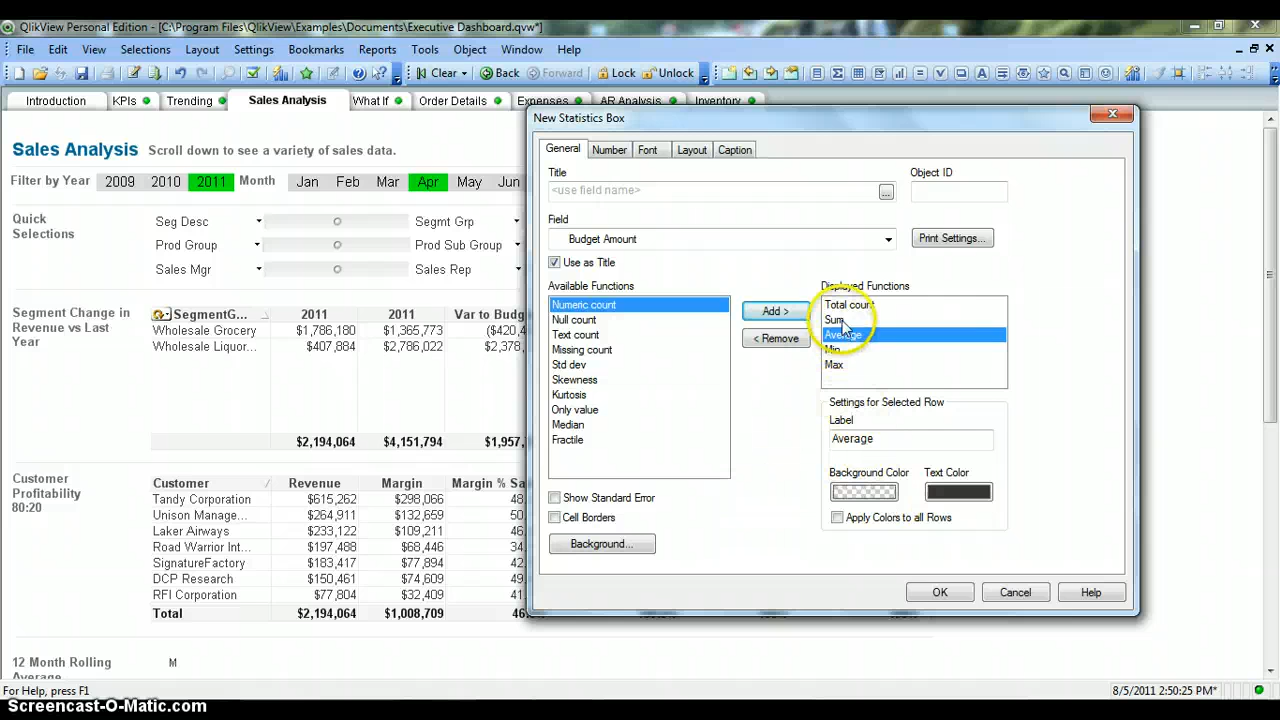 QlikView Personal Edition - [C:\Program Files\QlikView\Examples\Documents\Executive Dashboard.qvw*]
File Edit View Selections Layout Settings Bookmarks Reports Tools Object Window Help
Clear Back Forward Lock Unlock
Introduction KPIs Trending Sales Analysis What If Order Details Expenses AR Analysis Inventory
Sales Analysis Scroll down to see a variety of sales data.
Filter by Year 2009 2010 2011 Month Jan Feb Mar Apr May Jun
Quick
Selections
Seg Desc Segmt Grp
Prod Group Prod Sub Group
Sales Mgr Sales Rep
Segment Change in
Revenue vs Last
Year
SegmentG... 2011 2011 Var to Budg
Wholesale Grocery $1,786,180 $1,365,773 ($420,4
Wholesale Liquor... $407,884 $2,786,022 $2,378,
$2,194,064 $4,151,794 $1,957,
Customer
Profitability
80:20
Customer Revenue Margin Margin % Sa
Tandy Corporation $615,262 $298,066 48.
Unison Manage... $264,911 $132,659 50.
Laker Airways $233,122 $109,211 46.
Road Warrior Int... $197,488 $68,446 34.
SignatureFactory $183,417 $77,894 42.
DCP Research $150,461 $74,609 49.
RFI Corporation $77,804 $32,409 41.
Total $2,194,064 $1,008,709 46.
12 Month Rolling
Average
M
New Statistics Box
General Number Font Layout Caption
Title
<use field name>
...
Object ID
Field
Budget Amount
Print Settings...
Use as Title
Available Functions
Numeric count
Null count
Text count
Missing count
Std dev
Skewness
Kurtosis
Only value
Median
Fractile
Add >
< Remove
Displayed Functions
Total count
Sum
Average
Min
Max
Settings for Selected Row
Label
Average
Background Color Text Color
Apply Colors to all Rows
Show Standard Error
Cell Borders
Background...
OK Cancel Help
For Help, press F1
8/5/2011 2:50:25 PM*
Screencast-O-Matic.com